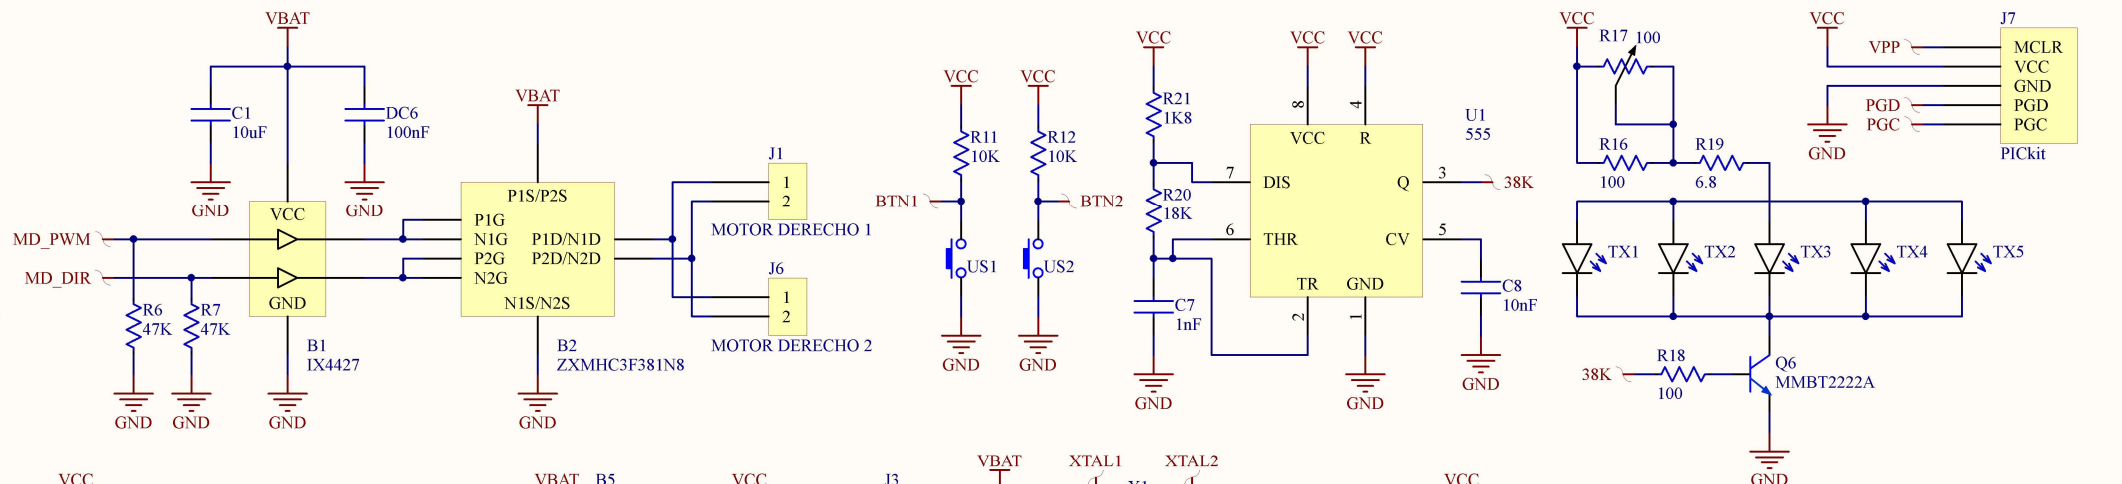 VBAT
C1
10uF
DC6
100nF
GND
GND
VCC
MD_PWM
MD_DIR
GND
R6
47K
R7
47K
B1
IX4427
GND
GND
GND
VBAT
P1S/P2S
P1G
N1G
P2G
N2G
P1D/N1D
P2D/N2D
N1S/N2S
B2
ZXMHC3F381N8
GND
J1
1
2
MOTOR DERECHO 1
J6
1
2
MOTOR DERECHO 2
VCC
R11
10K
BTN1
US1
GND
VCC
R12
10K
BTN2
US2
GND
VCC
R21
1K8
R20
18K
C7
1nF
GND
VCC
VCC
8
4
U1
555
VCC
R
7
DIS
Q
3
38K
6
THR
CV
5
TR
GND
2
1
GND
C8
10nF
GND
VCC
R17
100
R16
100
R19
6.8
TX1
TX2
TX3
TX4
TX5
38K
R18
100
Q6
MMBT2222A
GND
VCC
J7
VPP
MCLR
VCC
GND
PGD
PGD
PGC
PGC
GND
PICkit
VCC
VBAT
B5
VCC
J3
VBAT
XTAL1
XTAL2
VCC